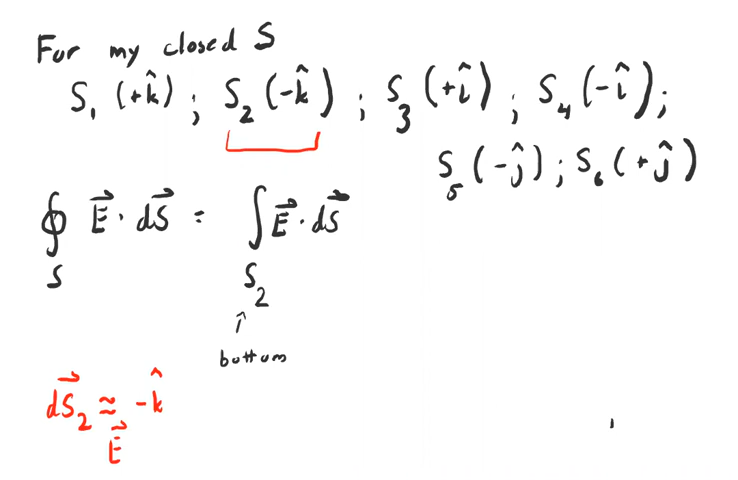 For my closed S
S₁ (+k̂) ; S₂ (-k̂) ; S₃ (+î) ; S₄ (-î) ;
S₅ (-ĵ) ; S₆ (+ĵ)
∮ E⃗ · dS⃗ = ∫ E⃗ · dS⃗
S S₂
↑
bottom
dS⃗₂ ≈ -k̂
E⃗